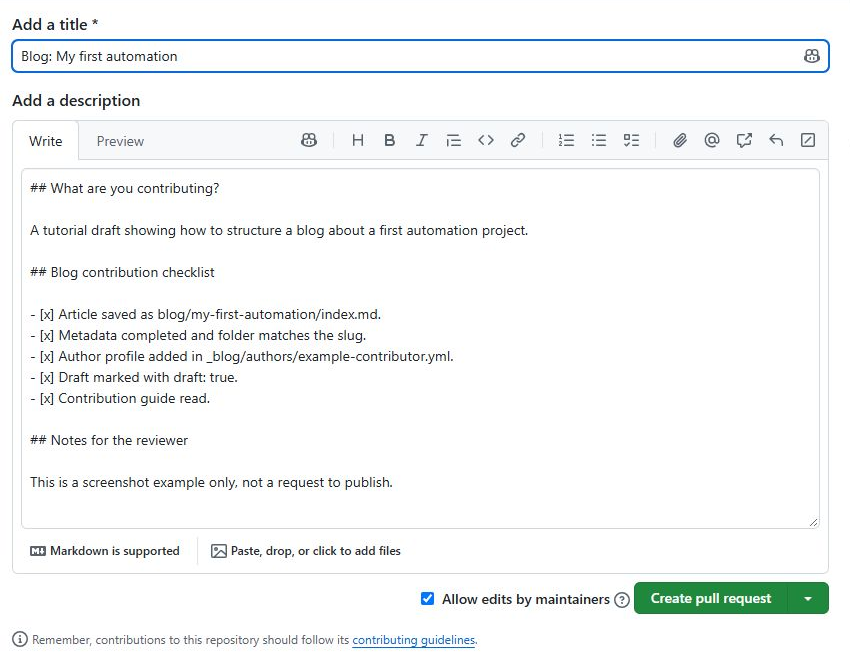 Add a title *
Blog: My first automation
Add a description
Write Preview
## What are you contributing?
A tutorial draft showing how to structure a blog about a first automation project.
## Blog contribution checklist
- [x] Article saved as blog/my-first-automation/index.md.
- [x] Metadata completed and folder matches the slug.
- [x] Author profile added in _blog/authors/example-contributor.yml.
- [x] Draft marked with draft: true.
- [x] Contribution guide read.
## Notes for the reviewer
This is a screenshot example only, not a request to publish.
Markdown is supported Paste, drop, or click to add files
Allow edits by maintainers Create pull request
Remember, contributions to this repository should follow its contributing guidelines.